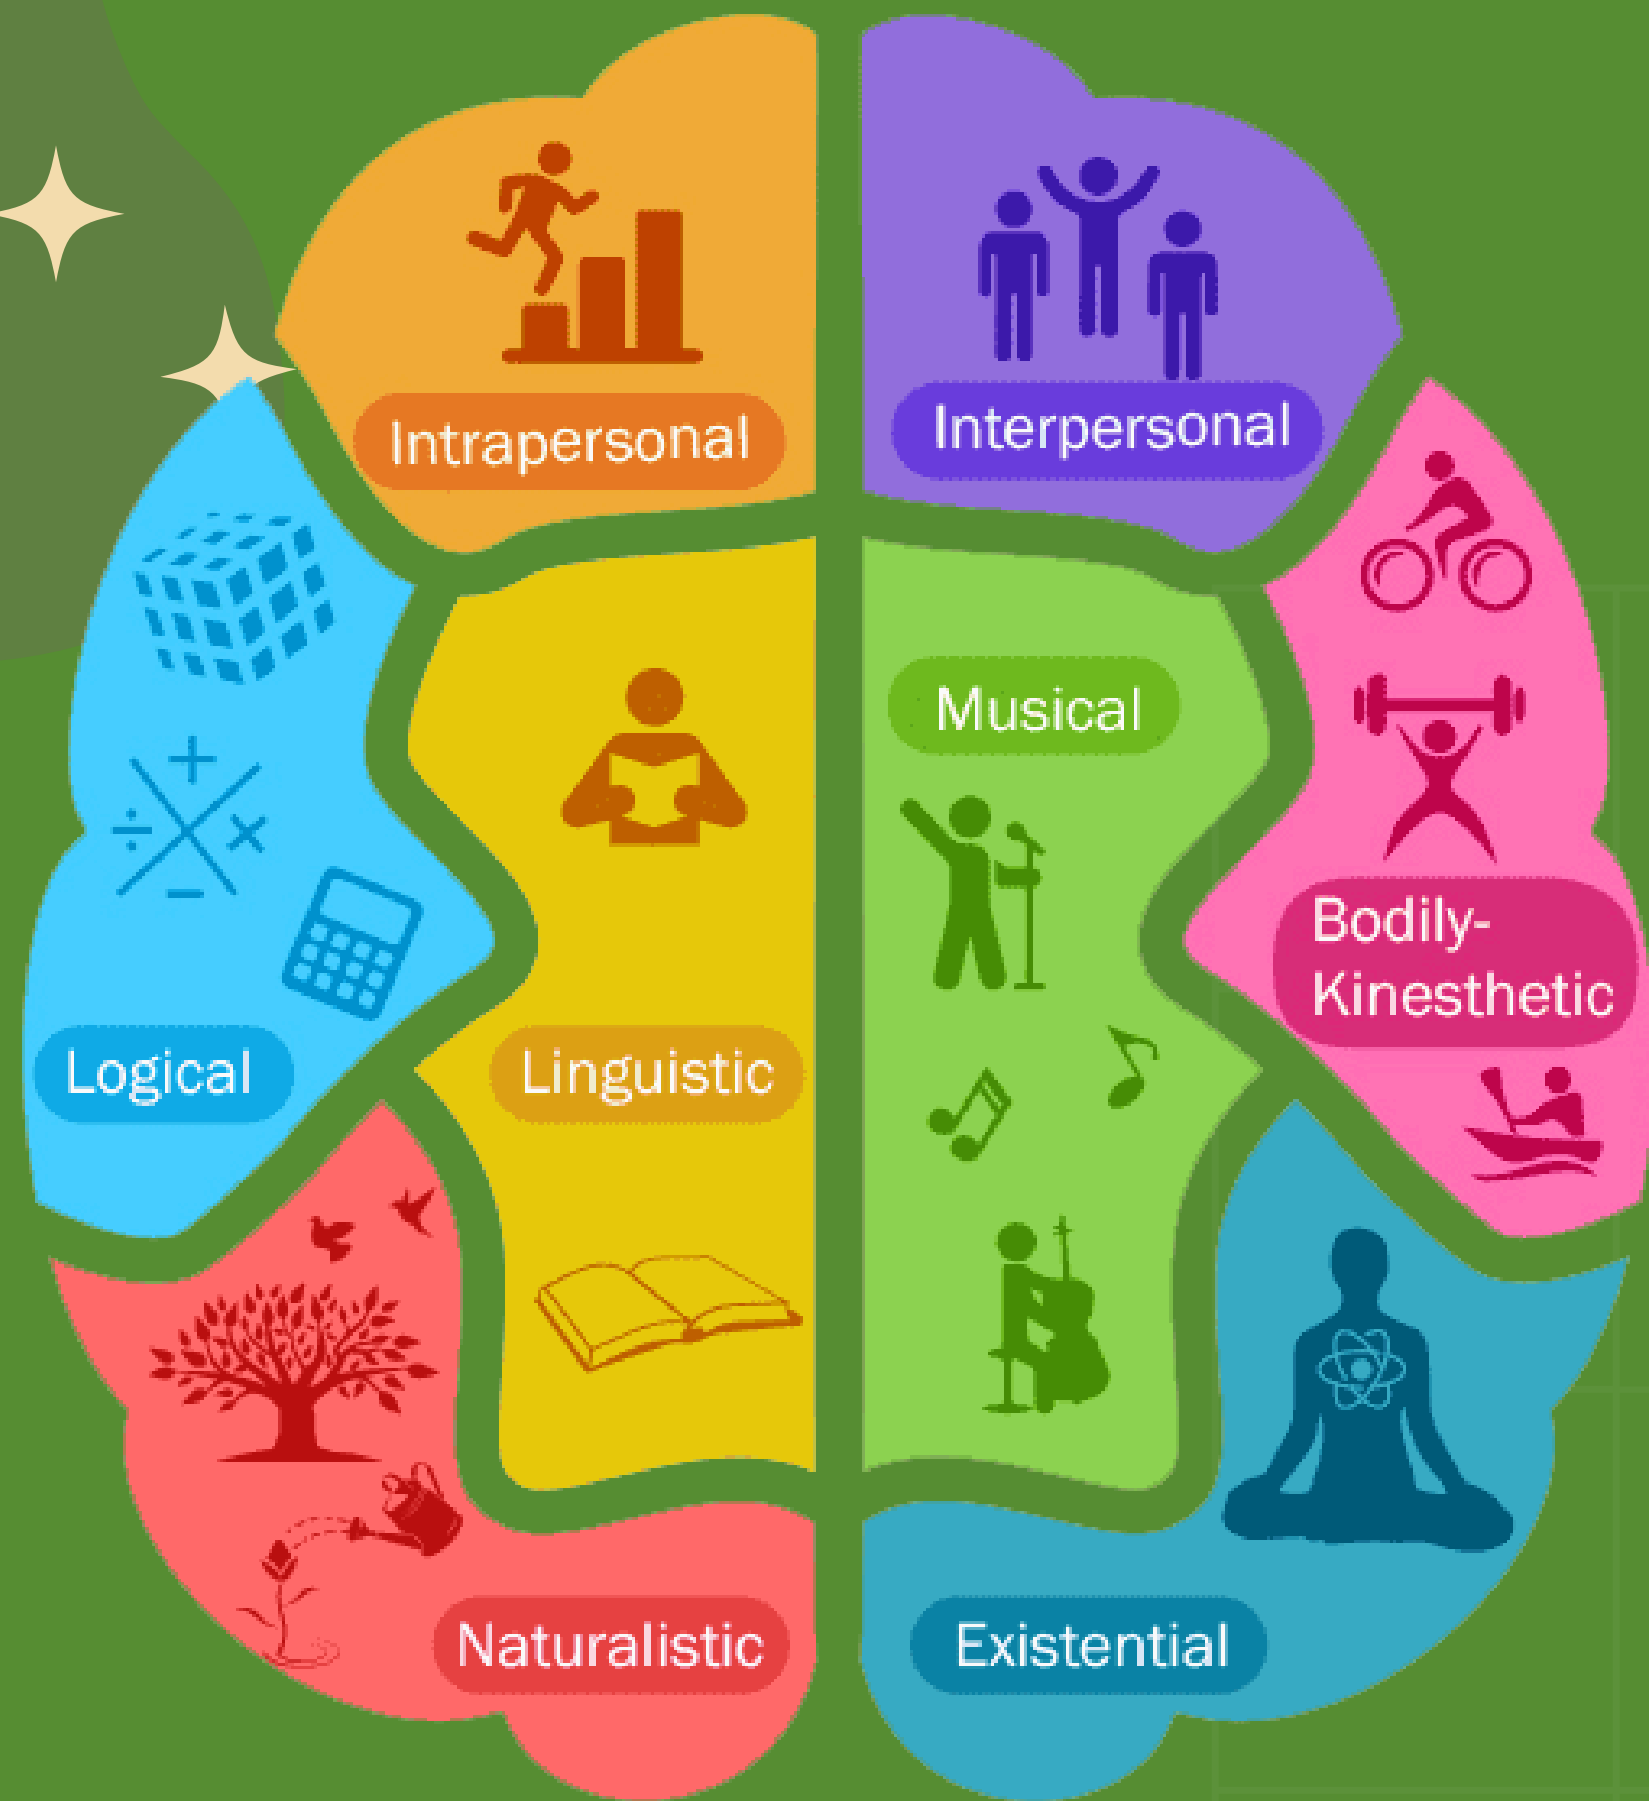 Intrapersonal
Interpersonal
Musical
Bodily-
Kinesthetic
Logical
Linguistic
Naturalistic
Existential